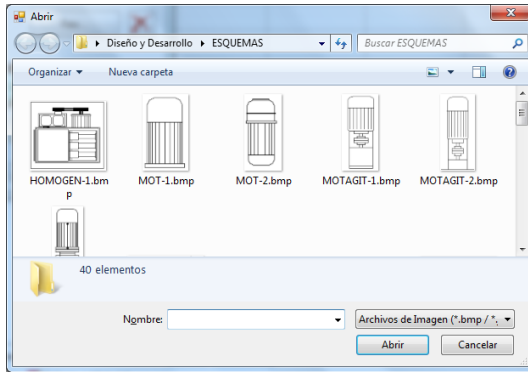 Abrir
Diseño y Desarrollo ESQUEMAS
Buscar ESQUEMAS
Organizar Nueva carpeta
HOMOGEN-1.bm
p
MOT-1.bmp
MOT-2.bmp
MOTAGIT-1.bmp
MOTAGIT-2.bmp
40 elementos
Nombre:
Archivos de Imagen (*.bmp / *.
Abrir Cancelar